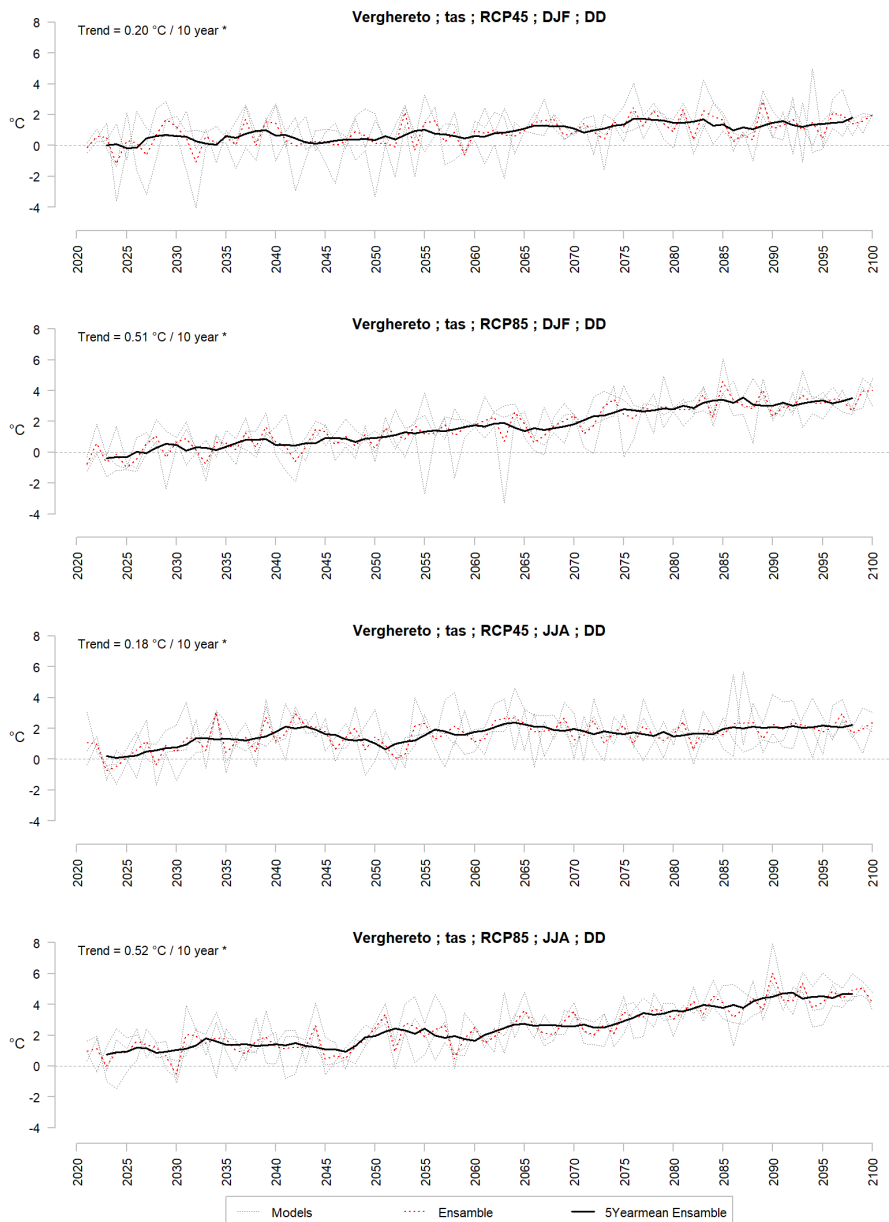 Verghereto ; tas ; RCP45 ; DJF ; DD
Trend = 0.20 °C / 10 year *
8
6
4
2
0
-2
-4
°C
2020 2025 2030 2035 2040 2045 2050 2055 2060 2065 2070 2075 2080 2085 2090 2095 2100
Verghereto ; tas ; RCP85 ; DJF ; DD
Trend = 0.51 °C / 10 year *
8
6
4
2
0
-2
-4
°C
2020 2025 2030 2035 2040 2045 2050 2055 2060 2065 2070 2075 2080 2085 2090 2095 2100
Verghereto ; tas ; RCP45 ; JJA ; DD
Trend = 0.18 °C / 10 year *
8
6
4
2
0
-2
-4
°C
2020 2025 2030 2035 2040 2045 2050 2055 2060 2065 2070 2075 2080 2085 2090 2095 2100
Verghereto ; tas ; RCP85 ; JJA ; DD
Trend = 0.52 °C / 10 year *
8
6
4
2
0
-2
-4
°C
2020 2025 2030 2035 2040 2045 2050 2055 2060 2065 2070 2075 2080 2085 2090 2095 2100
Models Ensamble 5Yearmean Ensamble